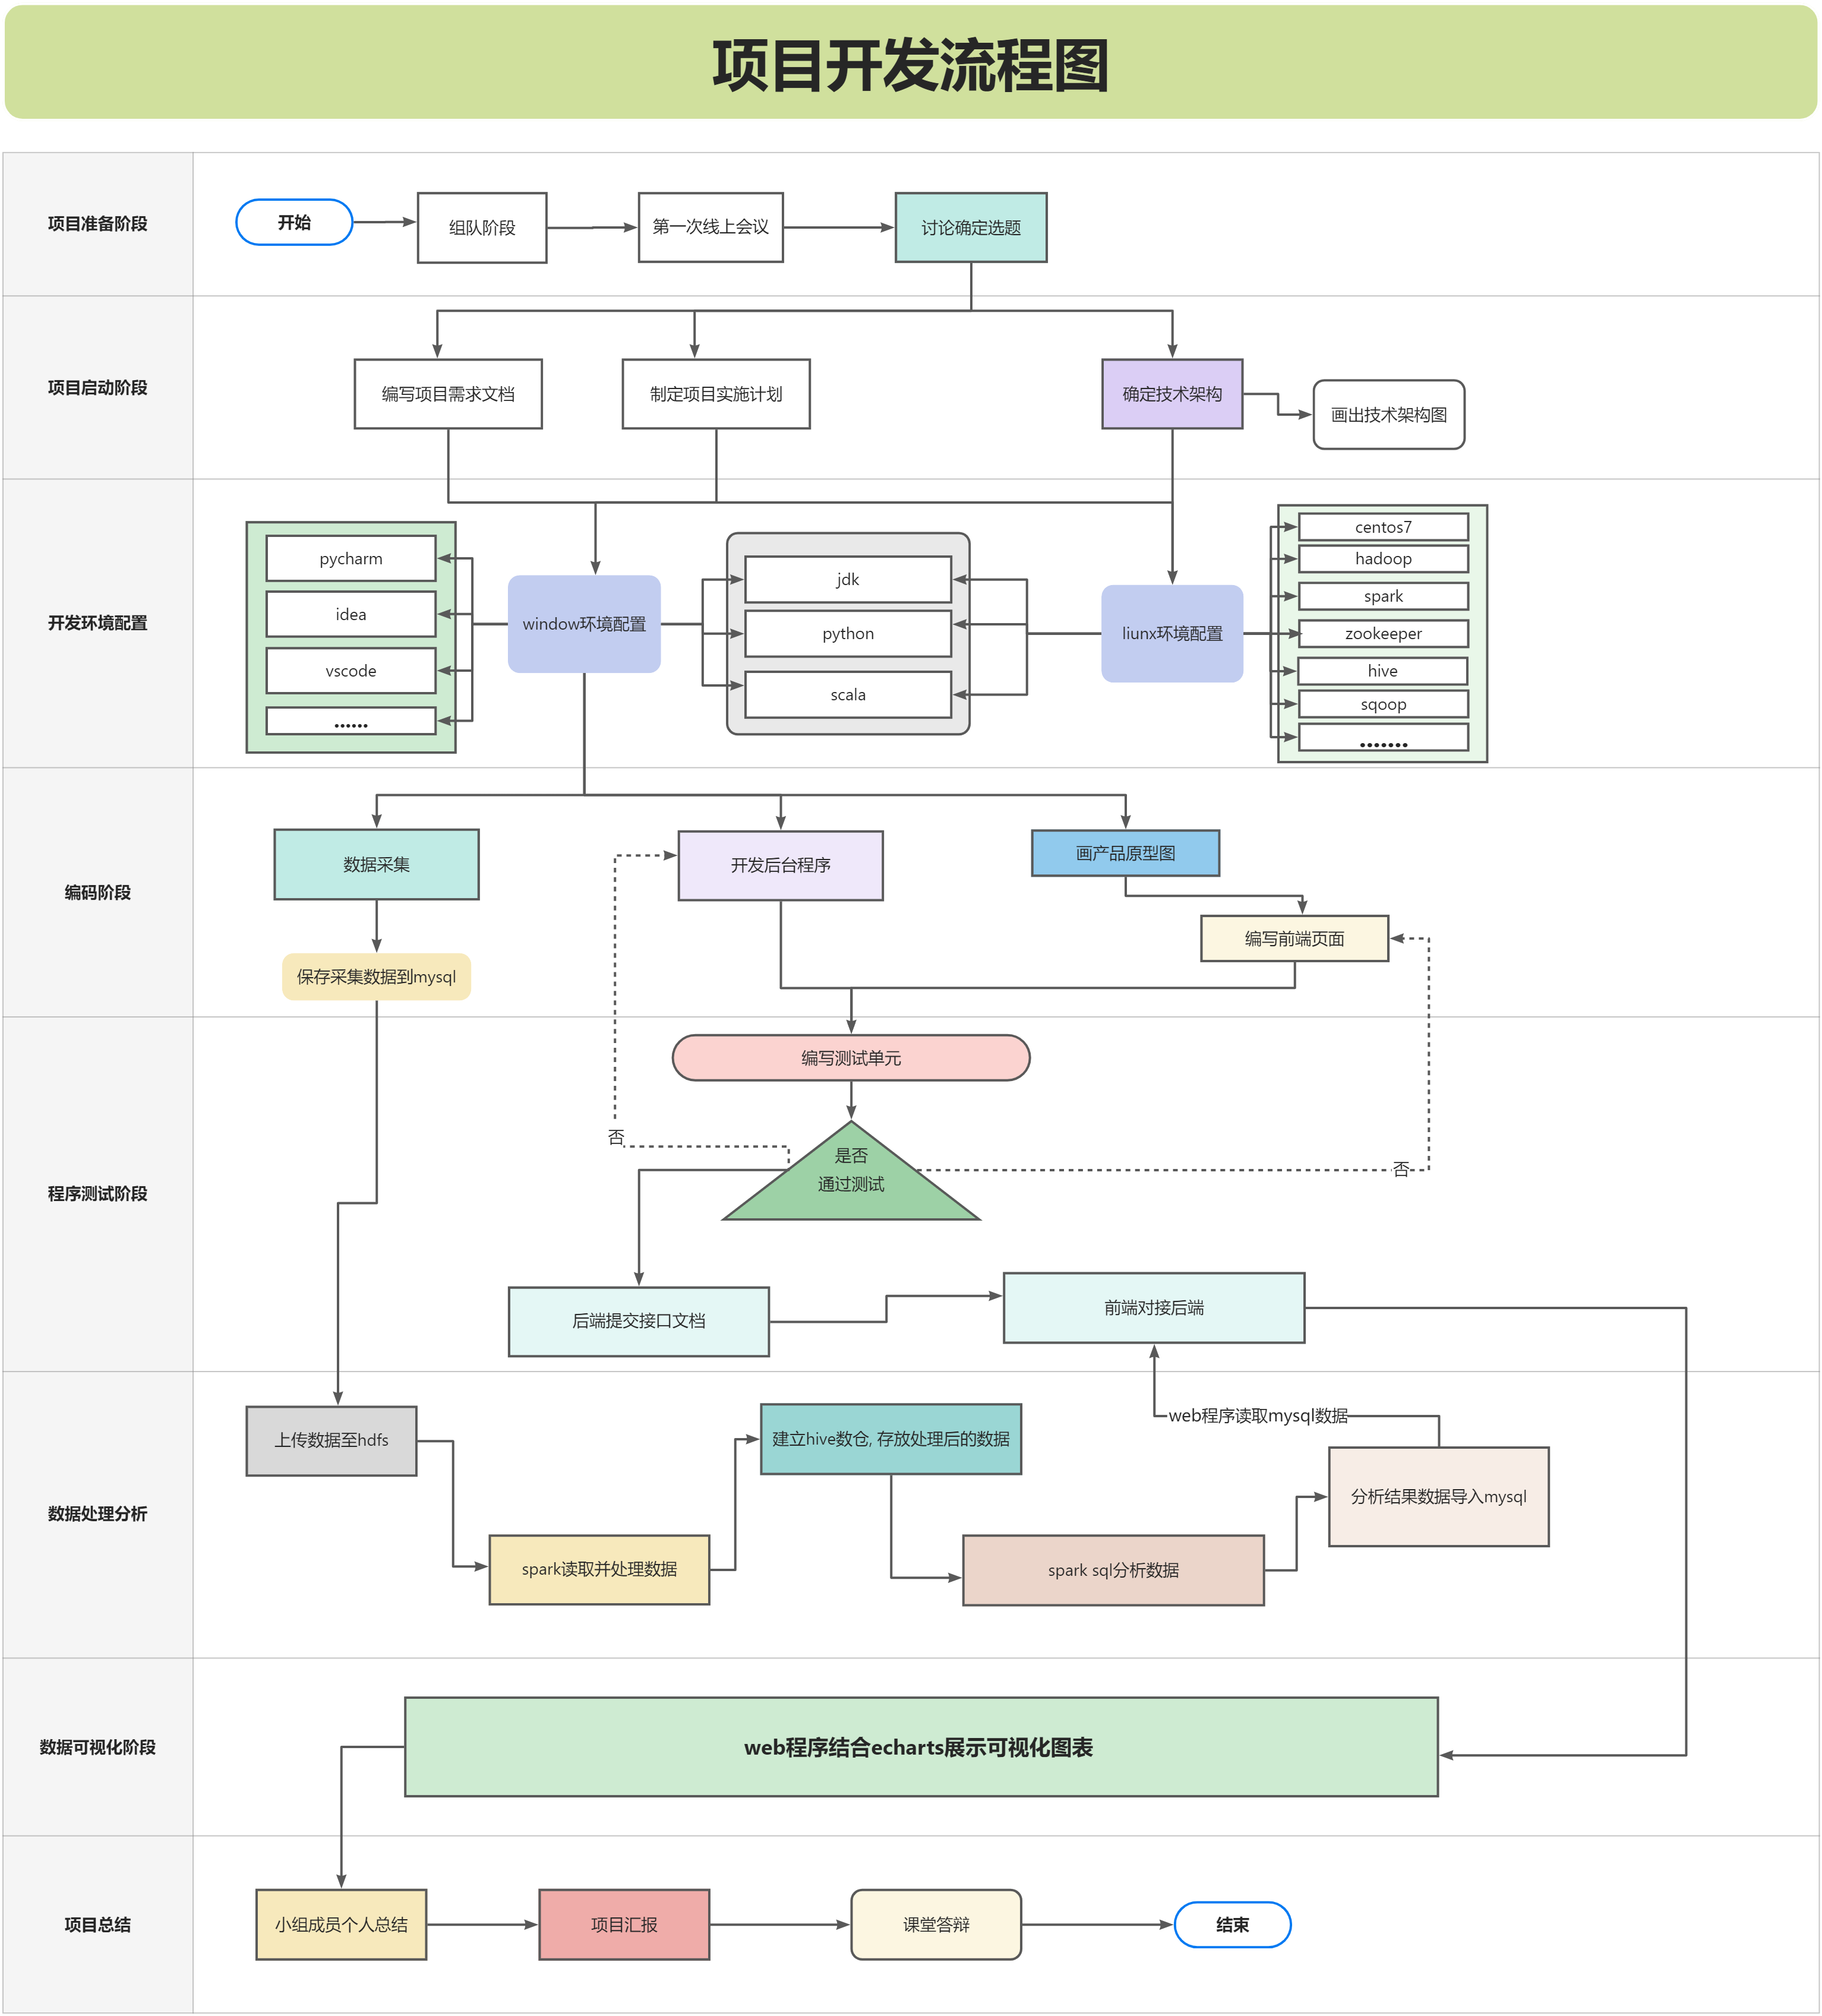 项目开发流程图
项目准备阶段
开始
组队阶段
第一次线上会议
讨论确定选题
项目启动阶段
编写项目需求文档
制定项目实施计划
确定技术架构
画出技术架构图
开发环境配置
pycharm
idea
vscode
......
window环境配置
jdk
python
scala
liunx环境配置
centos7
hadoop
spark
zookeeper
hive
sqoop
.......
编码阶段
数据采集
开发后台程序
画产品原型图
编写前端页面
保存采集数据到mysql
程序测试阶段
编写测试单元
否
是否
通过测试
否
后端提交接口文档
前端对接后端
数据处理分析
上传数据至hdfs
建立hive数仓, 存放处理后的数据
web程序读取mysql数据
分析结果数据导入mysql
spark读取并处理数据
spark sql分析数据
数据可视化阶段
web程序结合echarts展示可视化图表
项目总结
小组成员个人总结
项目汇报
课堂答辩
结束